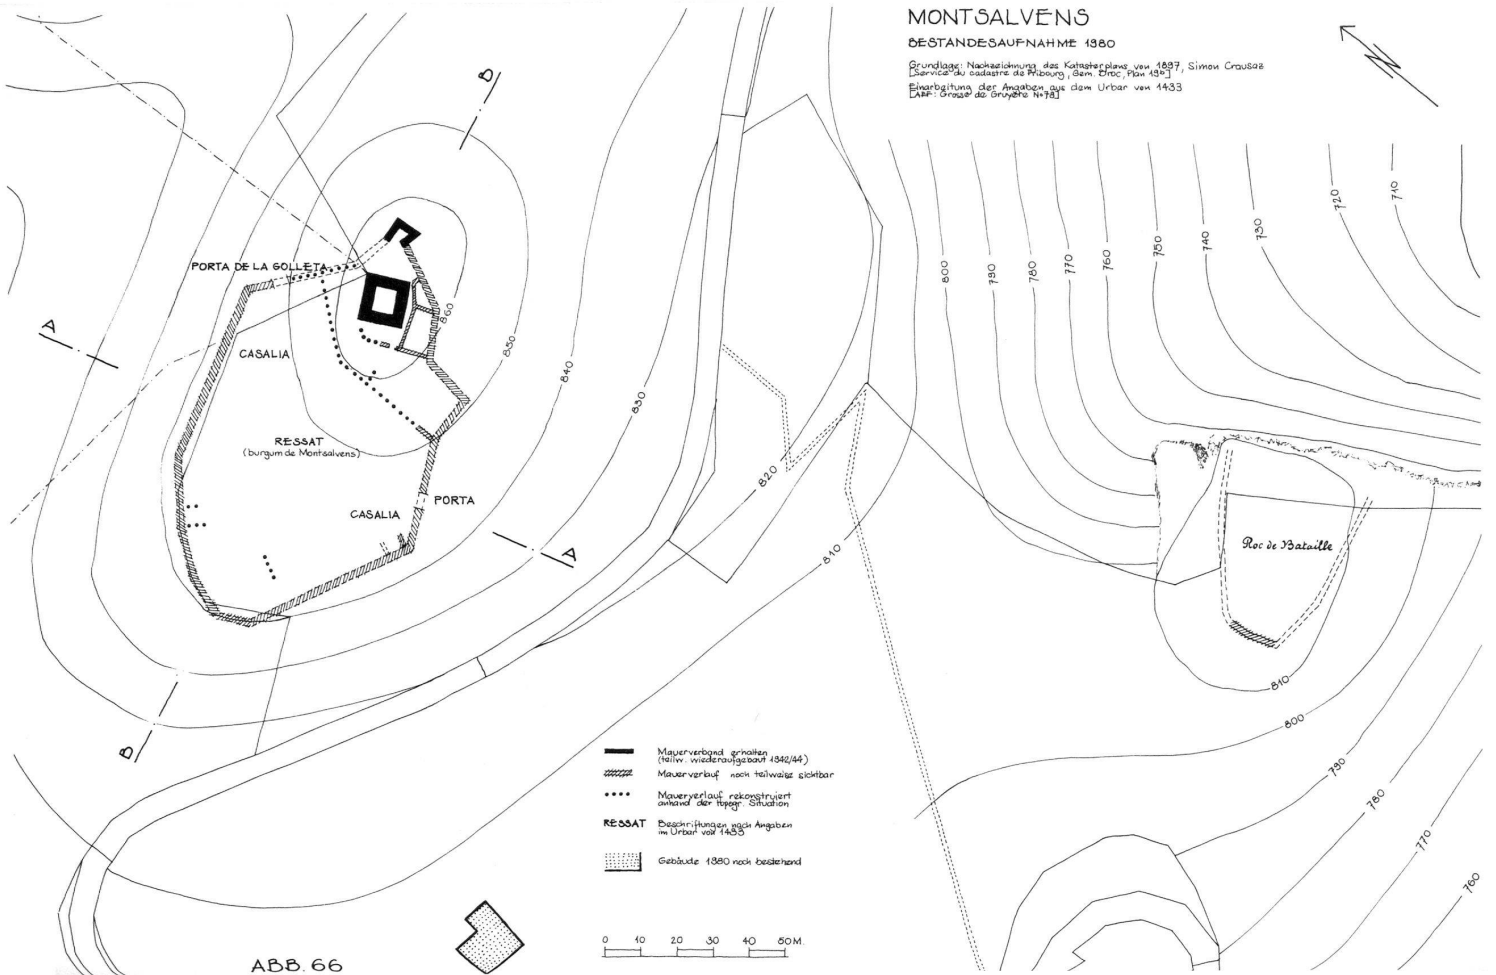 MONTSALVENS
BESTANDESAUFNAHME 1980
Grundlage: Nachzeichnung des Katasterplans von 1897, Simon Crausaz
[Service du cadastre de Fribourg, Gem. Broc, Plan 19b]
Einarbeitung der Angaben aus dem Urbar von 1433
[AEF: Grosse de Gruyère N°78]
N
B
A
PORTA DE LA GOLLETA
CASALIA
RESSAT
(burgum de Montsalvens)
CASALIA
PORTA
A
B
860
850
840
830
820
810
800
790
780
770
760
750
740
730
720
710
Roc de Bataille
810
800
790
780
770
760
Mauerverband erhalten
(teilw. wiederaufgebaut 1942/44)
Mauerverlauf noch teilweise sichtbar
Mauerverlauf rekonstruiert
anhand der topogr. Situation
RESSAT Beschriftungen nach Angaben
im Urbar von 1433
Gebäude 1980 noch bestehend
0 10 20 30 40 50M.
ABB. 66